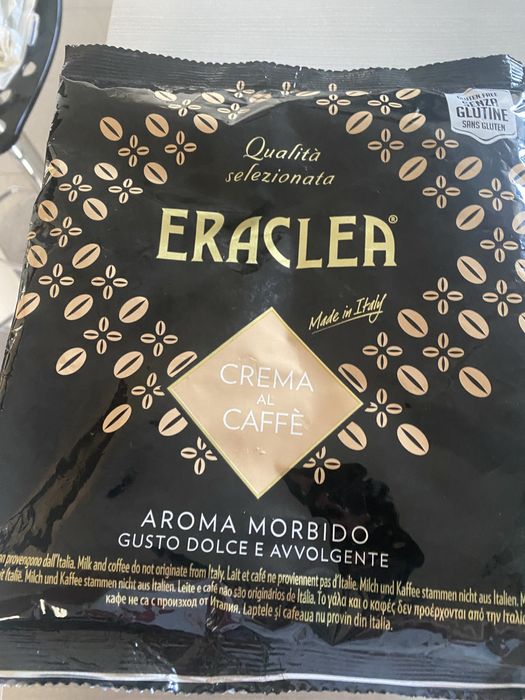 GLUTEN FREE
SENZA
GLUTINE
SANS GLUTEN
Qualità
selezionata
ERACLEA®
Made in Italy
CREMA
AL
CAFFÈ
AROMA MORBIDO
GUSTO DOLCE E AVVOLGENTE
provengono dall'Italia. Milk and coffee do not originate from Italy. Lait et café ne proviennent pas d'Italie. Milch und Kaffee stammen nicht aus Italien. M
Italië. Milch und Kaffee stammen nicht aus Italien. Leite e café não são originários de Itália. Το γάλα και ο καφές δεν προέρχονται από την Ιταλί
кафе не са с произход от Италия. Laptele și cafeaua nu provin din Italia.